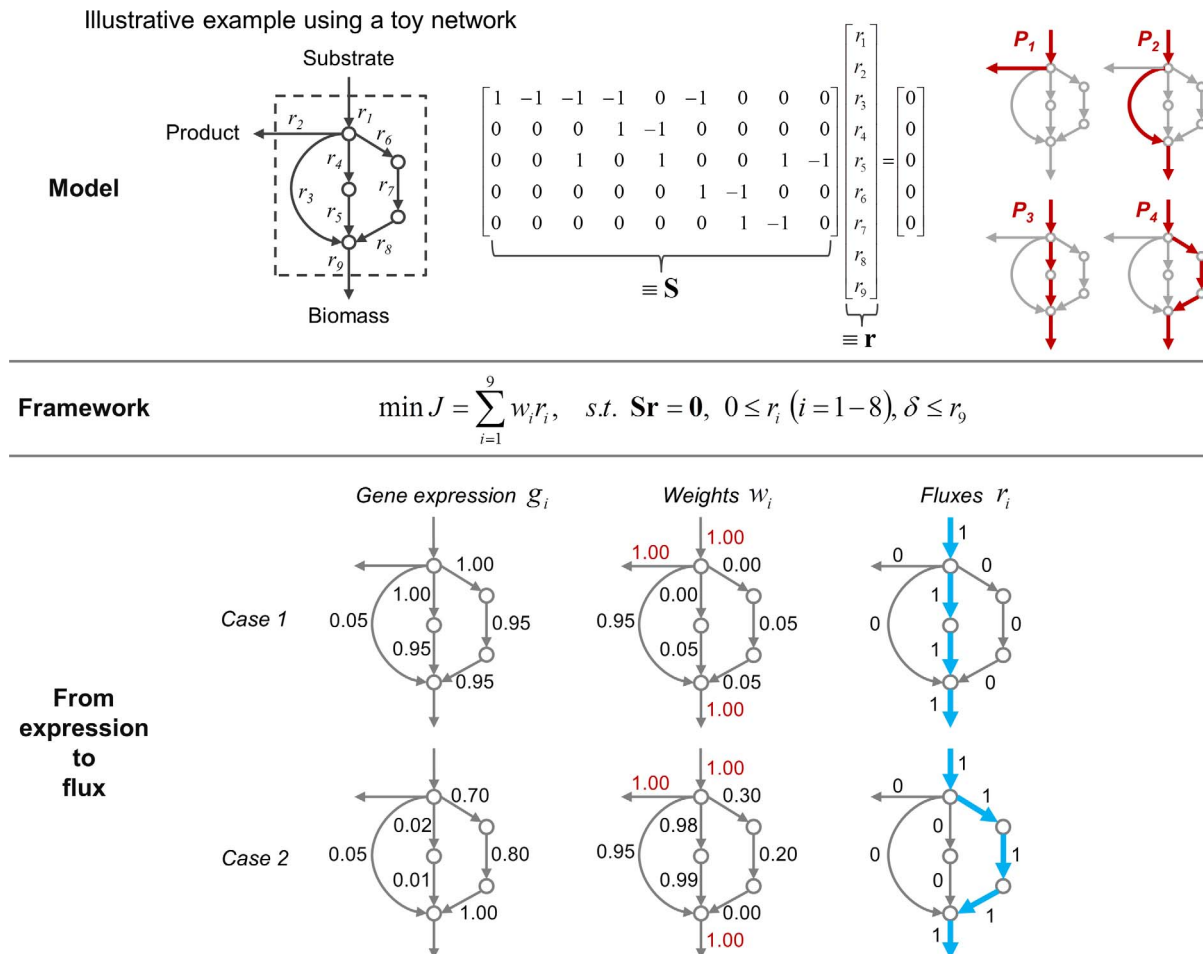 Illustrative example using a toy network
Substrate
r1
r2
r6
Product
r4
r3
r7
r5
r8
r9
Biomass
Model
1 −1 −1 −1 0 −1 0 0 0
0 0 0 1 −1 0 0 0 0
0 0 1 0 1 0 0 1 −1
0 0 0 0 0 1 −1 0 0
0 0 0 0 0 0 1 −1 0
≡ S
r1
r2
r3
r4
r5
r6
r7
r8
r9
≡ r
=
0
0
0
0
0
P1
P2
P3
P4
Framework
min J = ∑ i=1 9 wi ri, s.t. Sr = 0, 0 ≤ ri (i = 1 − 8), δ ≤ r9
From
expression
to
flux
Gene expression gi
Weights wi
Fluxes ri
Case 1
1.00
1.00
0.05
0.95
0.95
0.95
1.00
1.00
0.00
0.00
0.95
0.05
0.05
0.05
1.00
1
0
0
1
0
0
1
0
1
Case 2
0.70
0.02
0.05
0.80
0.01
1.00
1.00
1.00
0.30
0.98
0.95
0.20
0.99
0.00
1.00
1
0
1
0
0
1
0
1
1